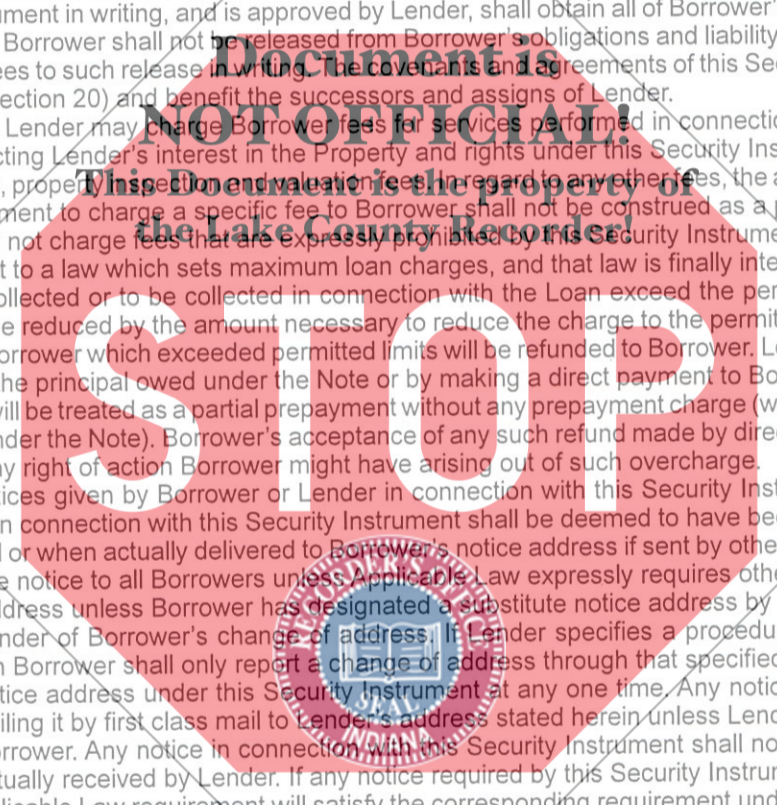 ument in writing, and is approved by Lender, shall obtain all of Borrower'
Borrower shall not be released from Borrower's obligations and liability
ees to such release in writing. The covenants and agreements of this Se
ection 20) and benefit the successors and assigns of Lender.
Lender may charge Borrower fees for services performed in connectio
cting Lender's interest in the Property and rights under this Security Ins
, property inspection and valuation fees. In regard to any other fees, the a
ment to charge a specific fee to Borrower shall not be construed as a
not charge fees that are expressly prohibited by this Security Instrume
t to a law which sets maximum loan charges, and that law is finally inte
ollected or to be collected in connection with the Loan exceed the per
e reduced by the amount necessary to reduce the charge to the permit
orrower which exceeded permitted limits will be refunded to Borrower. L
he principal owed under the Note or by making a direct payment to Bo
vill be treated as a partial prepayment without any prepayment charge (w
nder the Note). Borrower's acceptance of any such refund made by dire
ny right of action Borrower might have arising out of such overcharge.
tices given by Borrower or Lender in connection with this Security Inst
n connection with this Security Instrument shall be deemed to have be
l or when actually delivered to Borrower's notice address if sent by othe
e notice to all Borrowers unless Applicable Law expressly requires othe
ddress unless Borrower has designated a substitute notice address by
nder of Borrower's change of address. If Lender specifies a procedu
n Borrower shall only report a change of address through that specified
tice address under this Security Instrument at any one time. Any notic
iling it by first class mail to Lender's address stated herein unless Lend
orrower. Any notice in connection with this Security Instrument shall no
tually received by Lender. If any notice required by this Security Instrum
licable Law requirement will satisfy the corresponding requirement und
Document is
NOT OFFICIAL!
This Document is the property of
the Lake County Recorder!
STOP
RECORDER'S OFFICE
SEAL
INDIANA